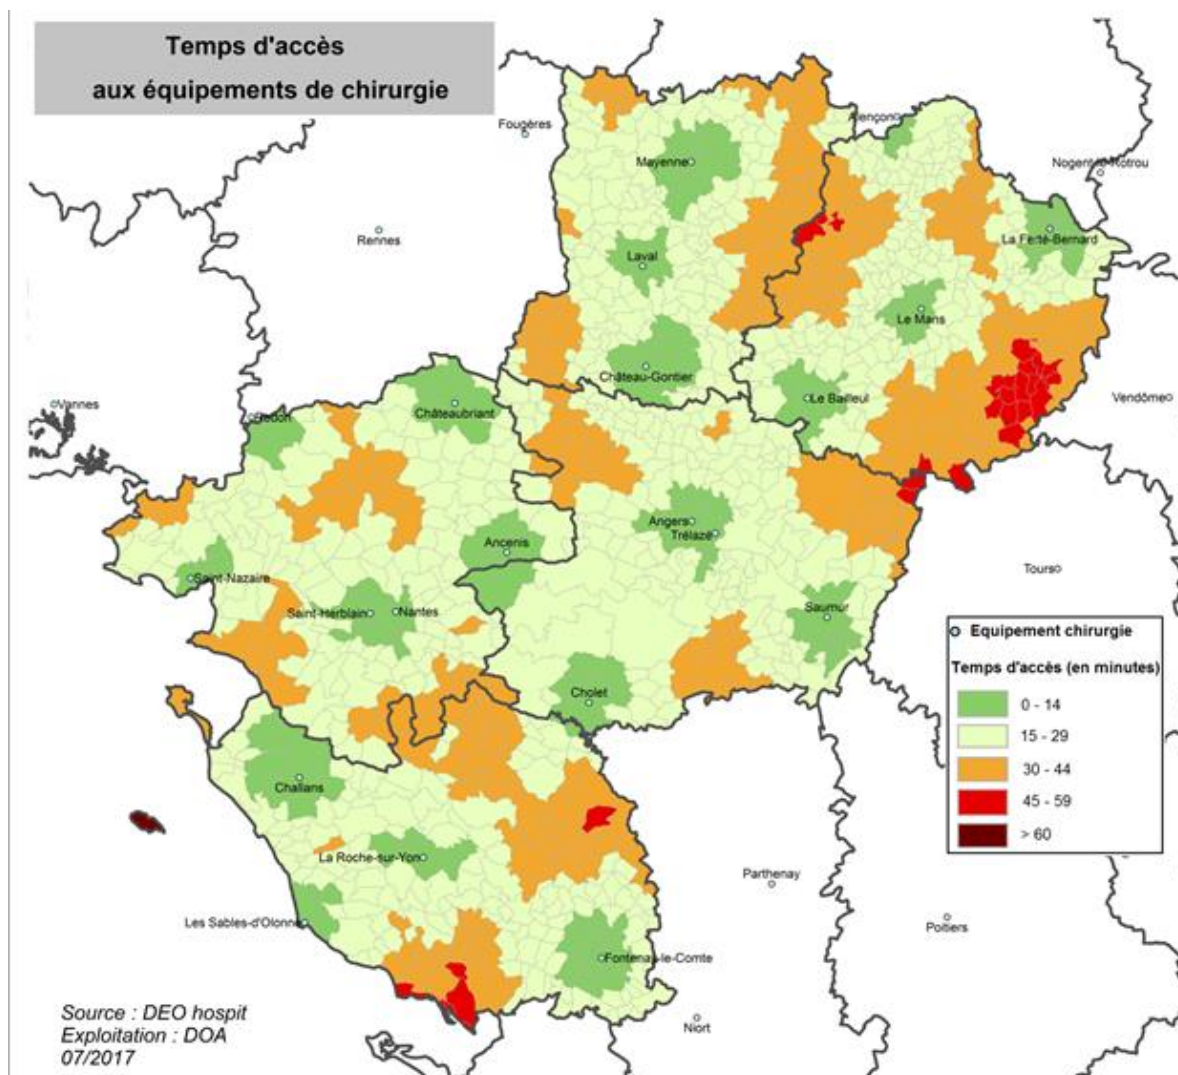 Temps d'accès
aux équipements de chirurgie
Fougères
Alençon
Mayenne
Nogent-le-Rotrou
Rennes
La Ferté-Bernard
Laval
Le Mans
Château-Gontier
Le Bailleul
Vendôme
Vannes
Châteaubriant
Redon
Angers
Trélazé
Ancenis
Tours
Saint-Nazaire
Saint-Herblain
Nantes
Saumur
Cholet
Equipement chirurgie
Temps d'accès (en minutes)
0 - 14
15 - 29
30 - 44
45 - 59
> 60
Challans
La Roche-sur-Yon
Parthenay
Les Sables-d'Olonne
Poitiers
Fontenay-le-Comte
Niort
Source : DEO hospit
Exploitation : DOA
07/2017